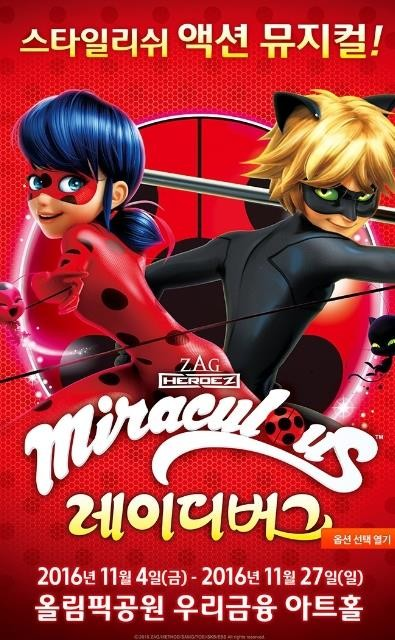 스타일리쉬 액션 뮤지컬!
ZAG
HEROEZ
Miraculous
TM
레이디버그
옵션 선택 열기
2016년 11월 4일(금) - 2016년 11월 27일(일)
올림픽공원 우리금융 아트홀